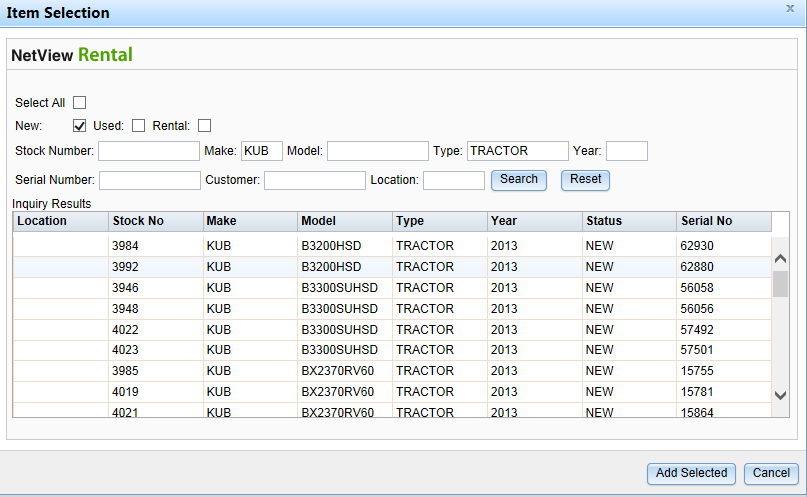 Item Selection x
NetView Rental
Select All
New: Used: Rental:
Stock Number: Make: KUB Model: Type: TRACTOR Year:
Serial Number: Customer: Location: Search Reset
Inquiry Results
Location Stock No Make Model Type Year Status Serial No
3984 KUB B3200HSD TRACTOR 2013 NEW 62930
3992 KUB B3200HSD TRACTOR 2013 NEW 62880
3946 KUB B3300SUHSD TRACTOR 2013 NEW 56058
3948 KUB B3300SUHSD TRACTOR 2013 NEW 56056
4022 KUB B3300SUHSD TRACTOR 2013 NEW 57492
4023 KUB B3300SUHSD TRACTOR 2013 NEW 57501
3985 KUB BX2370RV60 TRACTOR 2013 NEW 15755
4019 KUB BX2370RV60 TRACTOR 2013 NEW 15781
4021 KUB BX2370RV60 TRACTOR 2013 NEW 15864
Add Selected Cancel